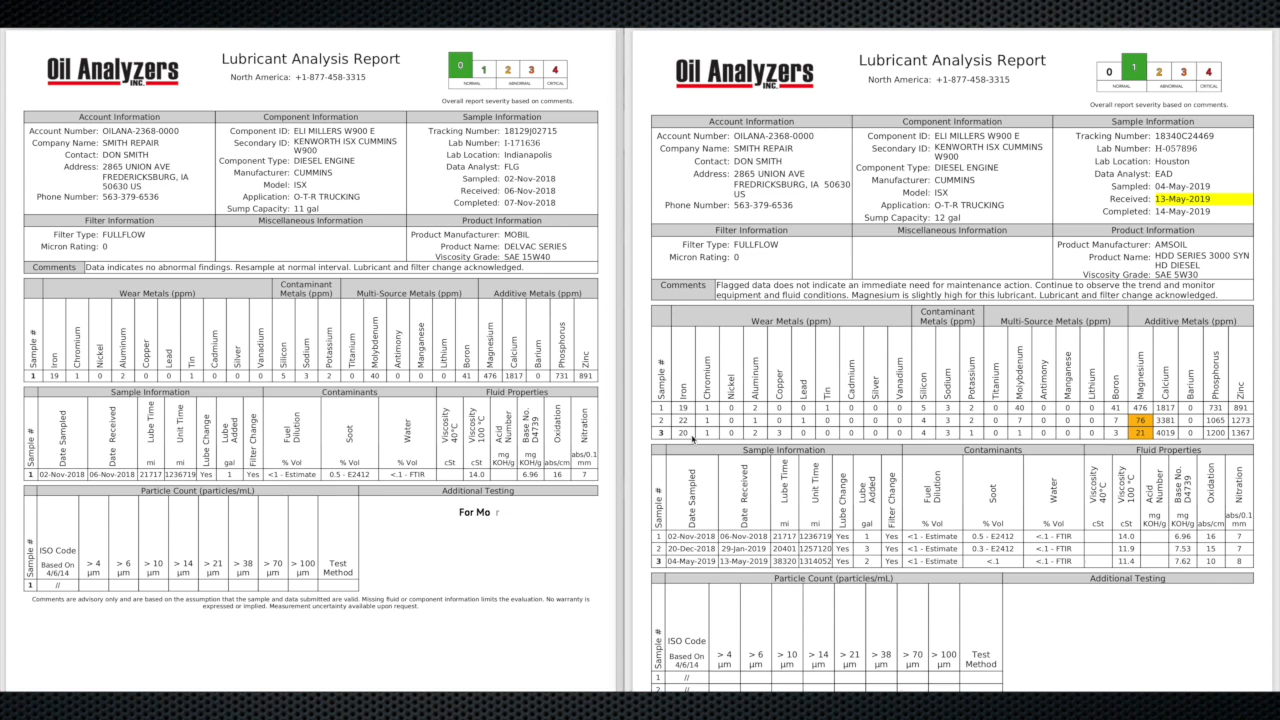 Oil Analyzers
INC.
Lubricant Analysis Report
North America: +1-877-458-3315
0 1 2 3 4
NORMAL ABNORMAL CRITICAL
Overall report severity based on comments.
Account Information Component Information Sample Information
Account Number: OILANA-2368-0000 Component ID: ELI MILLERS W900 E Tracking Number: 18129J02715
Company Name: SMITH REPAIR Secondary ID: KENWORTH ISX CUMMINS W900 Lab Number: I-171636
Contact: DON SMITH Component Type: DIESEL ENGINE Lab Location: Indianapolis
Address: 2865 UNION AVE Manufacturer: CUMMINS Data Analyst: FLG
FREDERICKSBURG, IA Model: ISX Sampled: 02-Nov-2018
50630 US Application: O-T-R TRUCKING Received: 06-Nov-2018
Phone Number: 563-379-6536 Sump Capacity: 11 gal Completed: 07-Nov-2018
Filter Information Miscellaneous Information Product Information
Filter Type: FULLFLOW Product Manufacturer: MOBIL
Micron Rating: 0 Product Name: DELVAC SERIES
Viscosity Grade: SAE 15W40
Comments Data indicates no abnormal findings. Resample at normal interval. Lubricant and filter change acknowledged.
Wear Metals (ppm) Contaminant Metals (ppm) Multi-Source Metals (ppm) Additive Metals (ppm)
Sample # Iron Chromium Nickel Aluminum Copper Lead Tin Cadmium Silver Vanadium Silicon Sodium Potassium Titanium Molybdenum Antimony Manganese Lithium Boron Magnesium Calcium Barium Phosphorus Zinc
1 19 1 0 2 0 0 1 0 0 0 5 3 2 0 40 0 0 0 41 476 1817 0 731 891
Sample Information Contaminants Fluid Properties
Sample # Date Sampled Date Received Lube Time Unit Time Lube Change Lube Added Filter Change Fuel Dilution Soot Water Viscosity 40°C Viscosity 100 °C Acid Number Base No. D4739 Oxidation Nitration
mi mi gal % Vol % Vol % Vol cSt cSt mg KOH/g mg KOH/g abs/cm abs/0.1 mm
1 02-Nov-2018 06-Nov-2018 21717 1236719 Yes 1 Yes <1 - Estimate 0.5 - E2412 <.1 - FTIR 14.0 6.96 16 7
Particle Count (particles/mL) Additional Testing
For Mo r
Sample # ISO Code Based On 4/6/14 > 4 µm > 6 µm > 10 µm > 14 µm > 21 µm > 38 µm > 70 µm > 100 µm Test Method
1 //
Comments are advisory only and are based on the assumption that the sample and data submitted are valid. Missing fluid or component information limits the evaluation. No warranty is
expressed or implied. Measurement uncertainty available upon request.
Oil Analyzers
INC.
Lubricant Analysis Report
North America: +1-877-458-3315
0 1 2 3 4
NORMAL ABNORMAL CRITICAL
Overall report severity based on comments.
Account Information Component Information Sample Information
Account Number: OILANA-2368-0000 Component ID: ELI MILLERS W900 E Tracking Number: 18340C24469
Company Name: SMITH REPAIR Secondary ID: KENWORTH ISX CUMMINS W900 Lab Number: H-057896
Contact: DON SMITH Component Type: DIESEL ENGINE Lab Location: Houston
Address: 2865 UNION AVE Manufacturer: CUMMINS Data Analyst: EAD
FREDERICKSBURG, IA 50630 Model: ISX Sampled: 04-May-2019
US Application: O-T-R TRUCKING Received: 13-May-2019
Phone Number: 563-379-6536 Sump Capacity: 12 gal Completed: 14-May-2019
Filter Information Miscellaneous Information Product Information
Filter Type: FULLFLOW Product Manufacturer: AMSOIL
Micron Rating: 0 Product Name: HDD SERIES 3000 SYN
HD DIESEL
Viscosity Grade: SAE 5W30
Comments Flagged data does not indicate an immediate need for maintenance action. Continue to observe the trend and monitor
equipment and fluid conditions. Magnesium is slightly high for this lubricant. Lubricant and filter change acknowledged.
Wear Metals (ppm) Contaminant Metals (ppm) Multi-Source Metals (ppm) Additive Metals (ppm)
Sample # Iron Chromium Nickel Aluminum Copper Lead Tin Cadmium Silver Vanadium Silicon Sodium Potassium Titanium Molybdenum Antimony Manganese Lithium Boron Magnesium Calcium Barium Phosphorus Zinc
1 19 1 0 2 0 0 1 0 0 0 5 3 2 0 40 0 0 0 41 476 1817 0 731 891
2 22 1 0 1 0 1 0 0 0 0 4 3 2 0 7 0 0 0 7 76 3381 0 1065 1273
3 20 1 0 2 3 0 0 0 0 0 4 3 1 0 1 0 0 0 3 21 4019 0 1200 1367
Sample Information Contaminants Fluid Properties
Sample # Date Sampled Date Received Lube Time Unit Time Lube Change Lube Added Filter Change Fuel Dilution Soot Water Viscosity 40°C Viscosity 100 °C Acid Number Base No. D4739 Oxidation Nitration
mi mi gal % Vol % Vol % Vol cSt cSt mg KOH/g mg KOH/g abs/cm abs/0.1 mm
1 02-Nov-2018 06-Nov-2018 21717 1236719 Yes 1 Yes <1 - Estimate 0.5 - E2412 <.1 - FTIR 14.0 6.96 16 7
2 20-Dec-2018 29-Jan-2019 20401 1257120 Yes 3 Yes <1 - Estimate 0.3 - E2412 <.1 - FTIR 11.9 7.53 15 7
3 04-May-2019 13-May-2019 38320 1314052 Yes 2 Yes <1 - Estimate <.1 <.1 - FTIR 11.4 7.62 10 8
Particle Count (particles/mL) Additional Testing
Sample # ISO Code Based On 4/6/14 > 4 µm > 6 µm > 10 µm > 14 µm > 21 µm > 38 µm > 70 µm > 100 µm Test Method
1 //
2 //